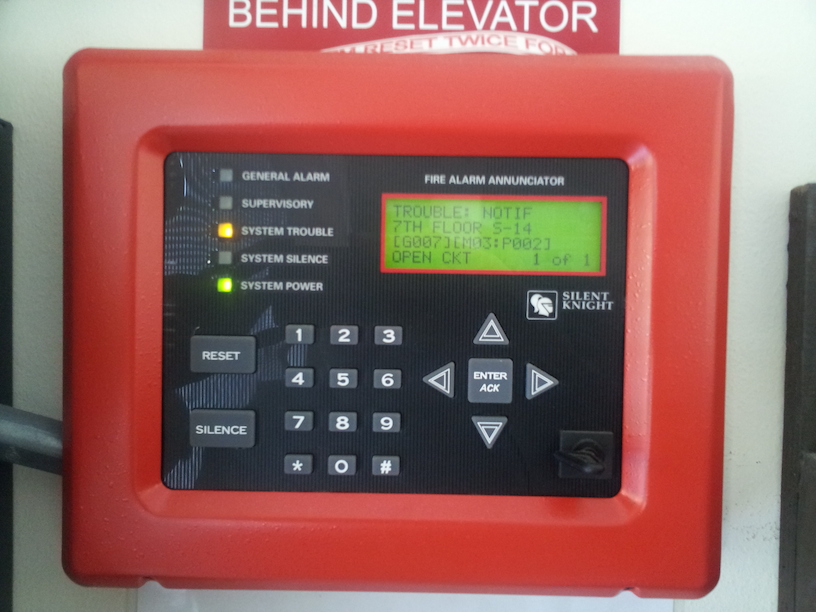 BEHIND ELEVATOR
RESET TWICE FOR
GENERAL ALARM
SUPERVISORY
SYSTEM TROUBLE
SYSTEM SILENCE
SYSTEM POWER
FIRE ALARM ANNUNCIATOR
TROUBLE: NOTIF
7TH FLOOR S-14
[G007][M03:P002]
OPEN CKT 1 of 1
SILENT
KNIGHT
RESET
SILENCE
1 2 3
4 5 6
7 8 9
* 0 #
ENTER
ACK